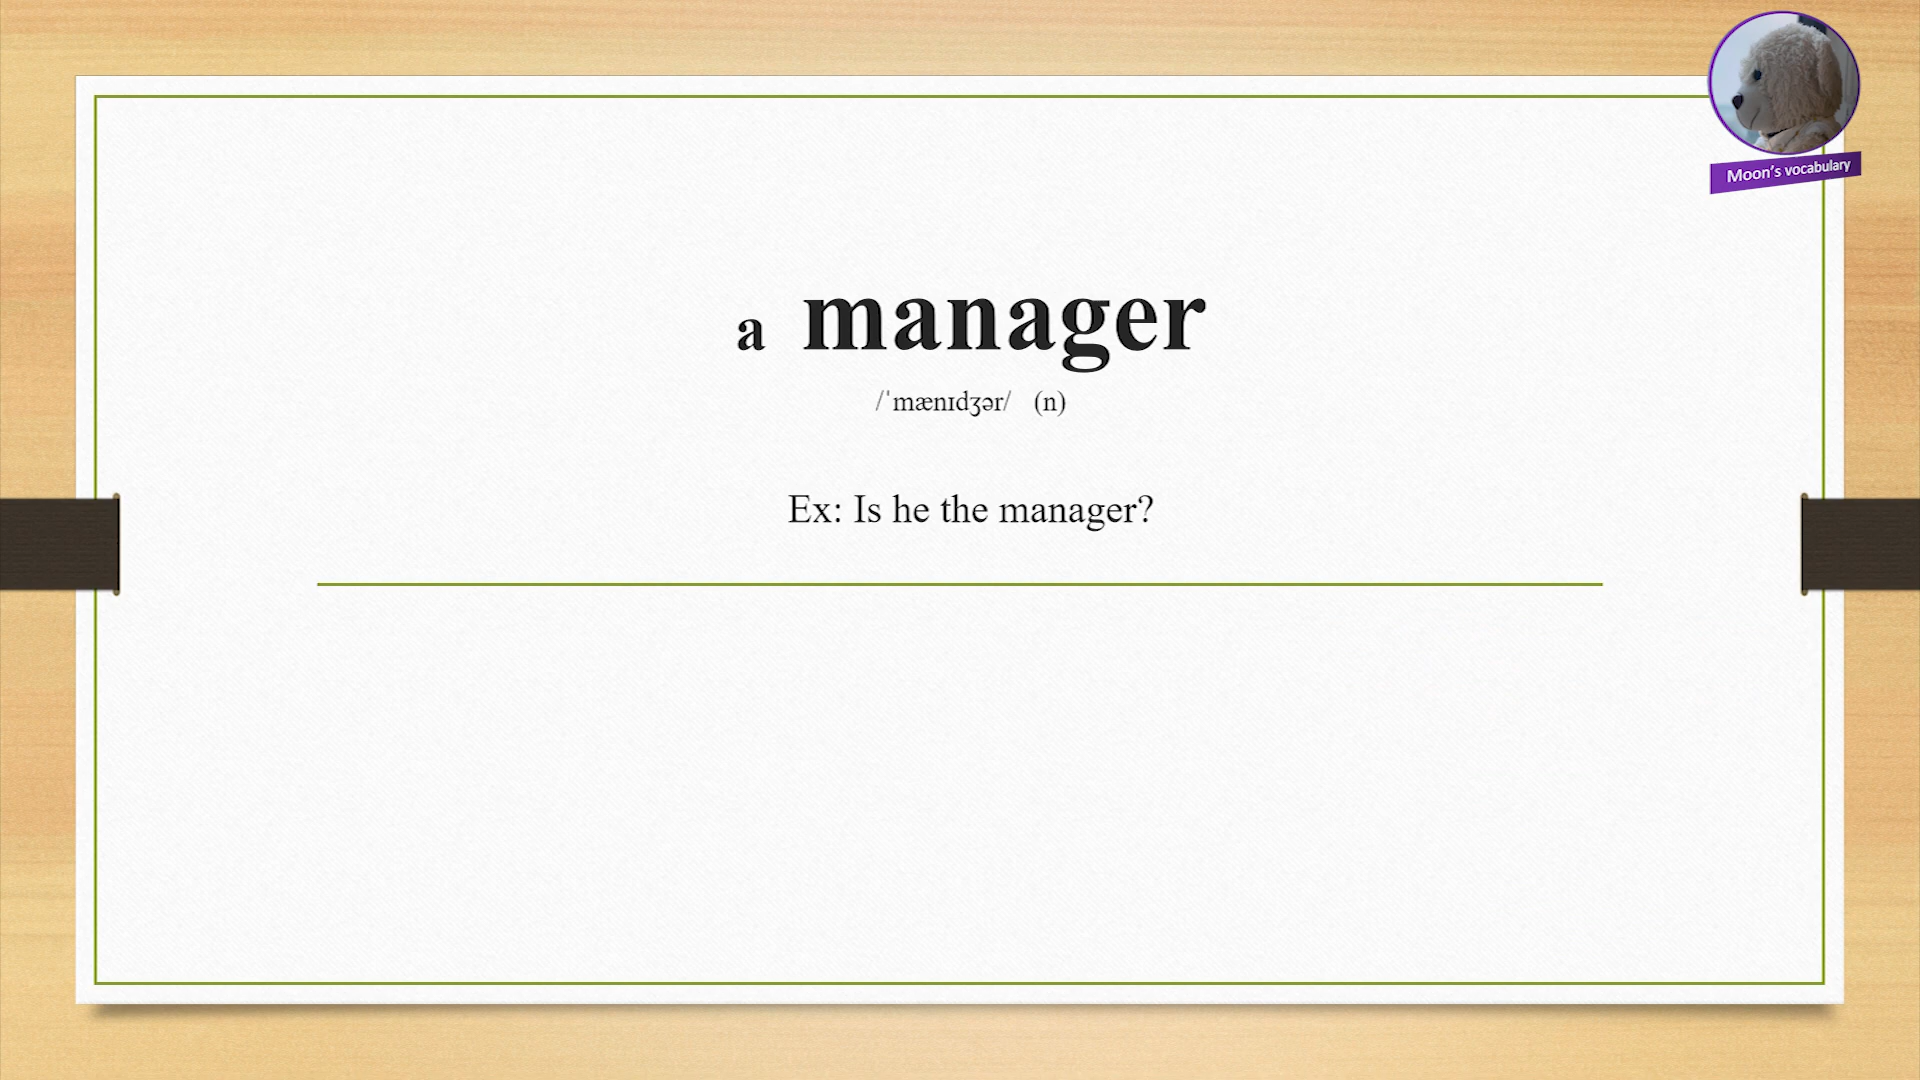 Moon's vocabulary
a manager
/ˈmænɪdʒər/ (n)
Ex: Is he the manager?